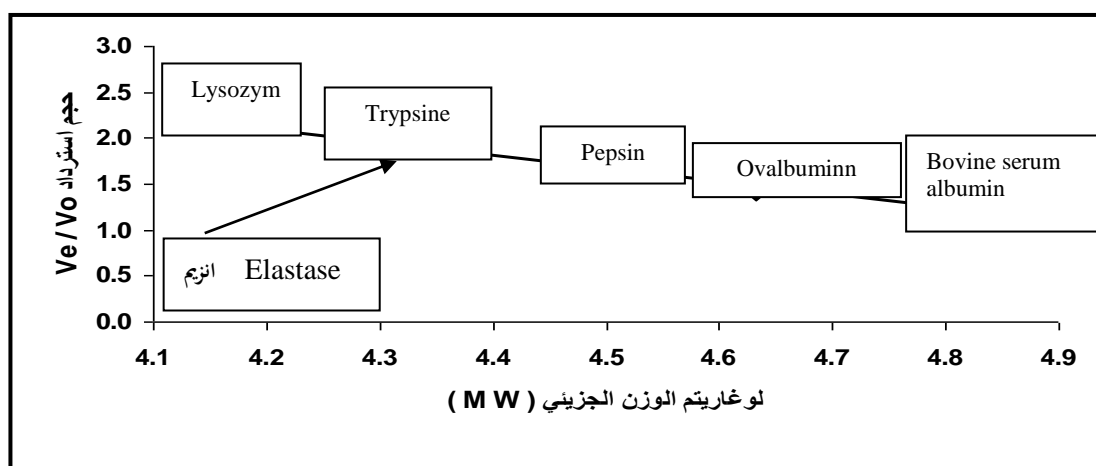 3.0
2.5
2.0
1.5
1.0
0.5
0.0
حجم استرداد Ve / Vo
Lysozym
Trypsine
Pepsin
Ovalbuminn
Bovine serum
albumin
انزيم Elastase
4.1 4.2 4.3 4.4 4.5 4.6 4.7 4.8 4.9
لوغاريتم الوزن الجزيئي ( M W )